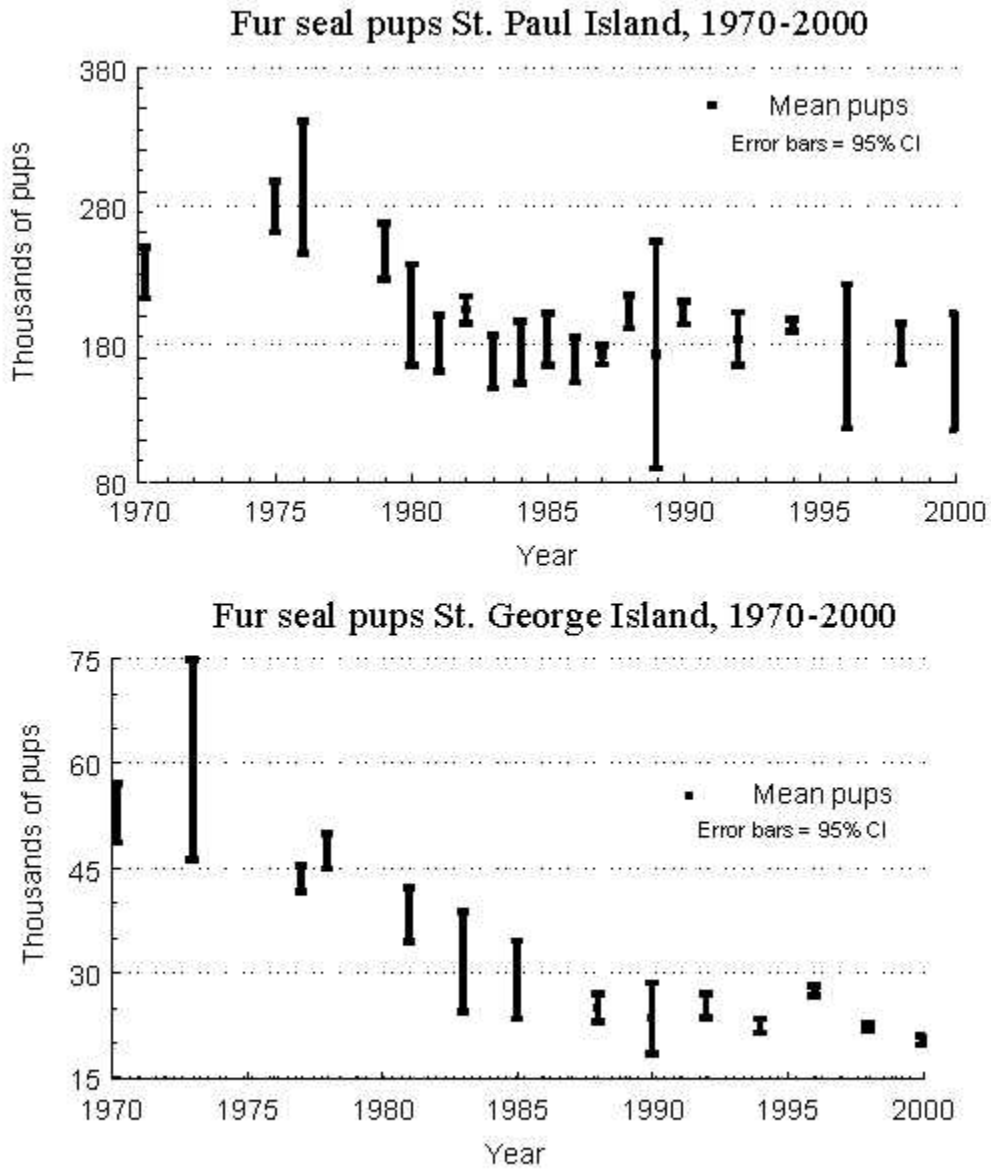 Fur seal pups St. Paul Island, 1970-2000
380
280
180
80
Thousands of pups
Mean pups
Error bars = 95% CI
1970 1975 1980 1985 1990 1995 2000
Year
Fur seal pups St. George Island, 1970-2000
75
60
45
30
15
Thousands of pups
Mean pups
Error bars = 95% CI
1970 1975 1980 1985 1990 1995 2000
Year